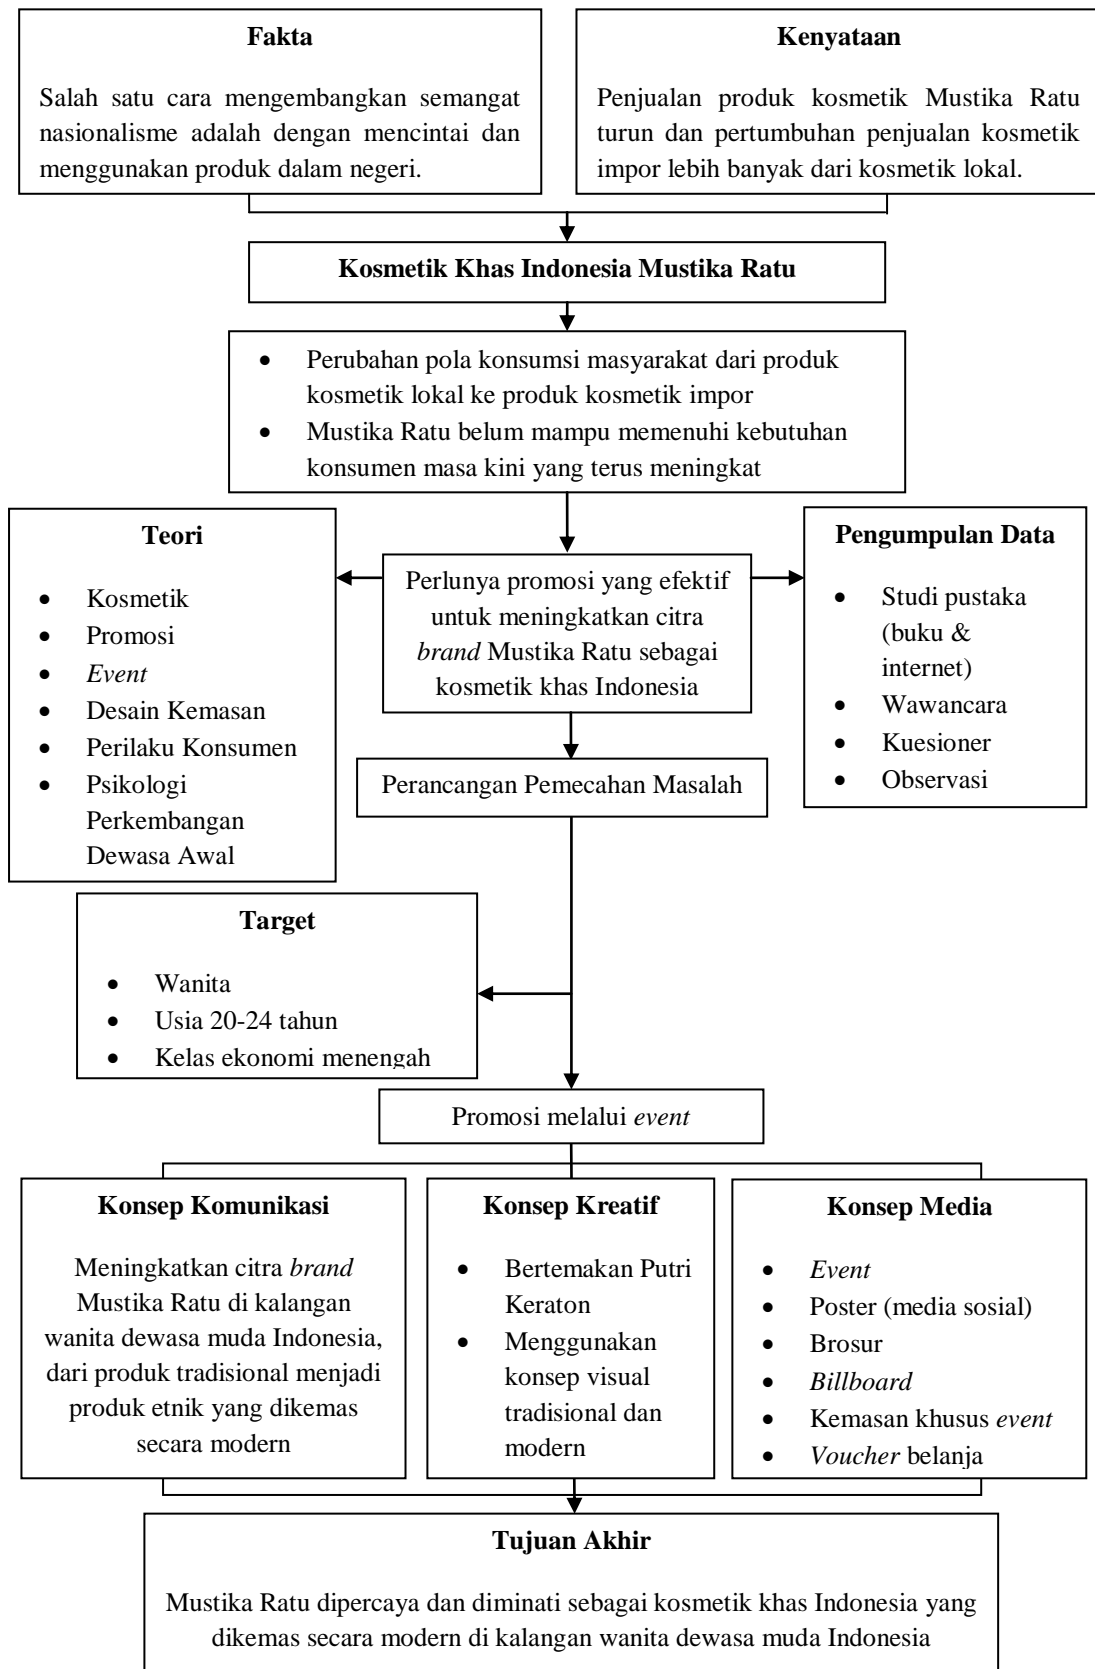 Fakta
Salah satu cara mengembangkan semangat
nasionalisme adalah dengan mencintai dan
menggunakan produk dalam negeri.
Kenyataan
Penjualan produk kosmetik Mustika Ratu
turun dan pertumbuhan penjualan kosmetik
impor lebih banyak dari kosmetik lokal.
Kosmetik Khas Indonesia Mustika Ratu
• Perubahan pola konsumsi masyarakat dari produk
kosmetik lokal ke produk kosmetik impor
• Mustika Ratu belum mampu memenuhi kebutuhan
konsumen masa kini yang terus meningkat
Teori
• Kosmetik
• Promosi
• Event
• Desain Kemasan
• Perilaku Konsumen
• Psikologi
Perkembangan
Dewasa Awal
Perlunya promosi yang efektif
untuk meningkatkan citra
brand Mustika Ratu sebagai
kosmetik khas Indonesia
Pengumpulan Data
• Studi pustaka
(buku &
internet)
• Wawancara
• Kuesioner
• Observasi
Perancangan Pemecahan Masalah
Target
• Wanita
• Usia 20-24 tahun
• Kelas ekonomi menengah
Promosi melalui event
Konsep Komunikasi
Meningkatkan citra brand
Mustika Ratu di kalangan
wanita dewasa muda Indonesia,
dari produk tradisional menjadi
produk etnik yang dikemas
secara modern
Konsep Kreatif
• Bertemakan Putri
Keraton
• Menggunakan
konsep visual
tradisional dan
modern
Konsep Media
• Event
• Poster (media sosial)
• Brosur
• Billboard
• Kemasan khusus event
• Voucher belanja
Tujuan Akhir
Mustika Ratu dipercaya dan diminati sebagai kosmetik khas Indonesia yang
dikemas secara modern di kalangan wanita dewasa muda Indonesia